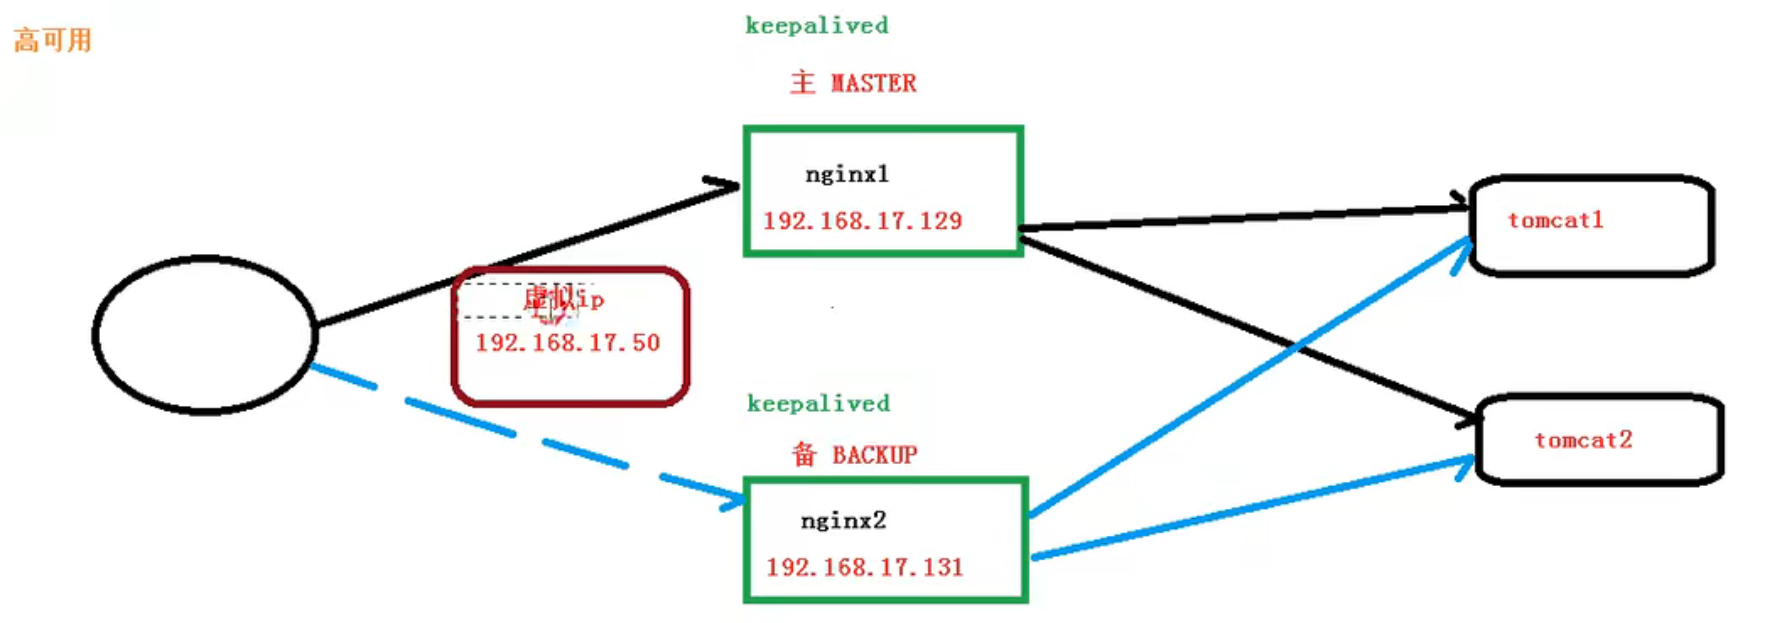 高可用
keepalived
主 MASTER
nginx1
192.168.17.129
虚拟ip
192.168.17.50
keepalived
备 BACKUP
nginx2
192.168.17.131
tomcat1
tomcat2